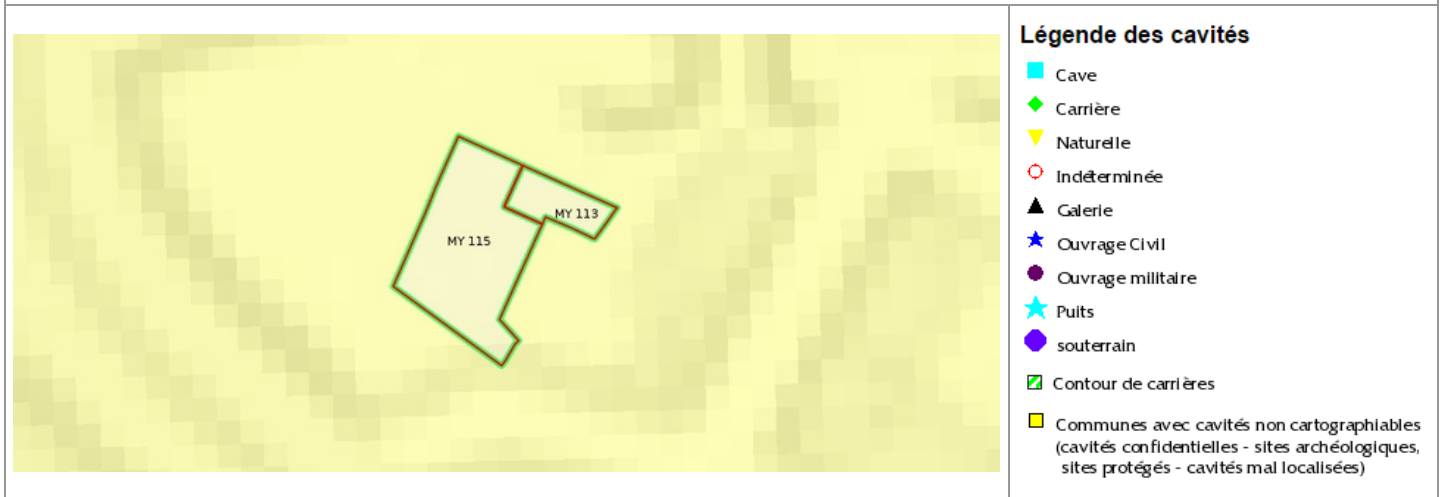 MY 113
MY 115
Légende des cavités
Cave
Carrière
Naturelle
Indéterminée
Galerie
Ouvrage Civil
Ouvrage militaire
Puits
souterrain
Contour de carrières
Communes avec cavités non cartographiables
(cavités confidentielles - sites archéologiques,
sites protégés - cavités mal localisées)